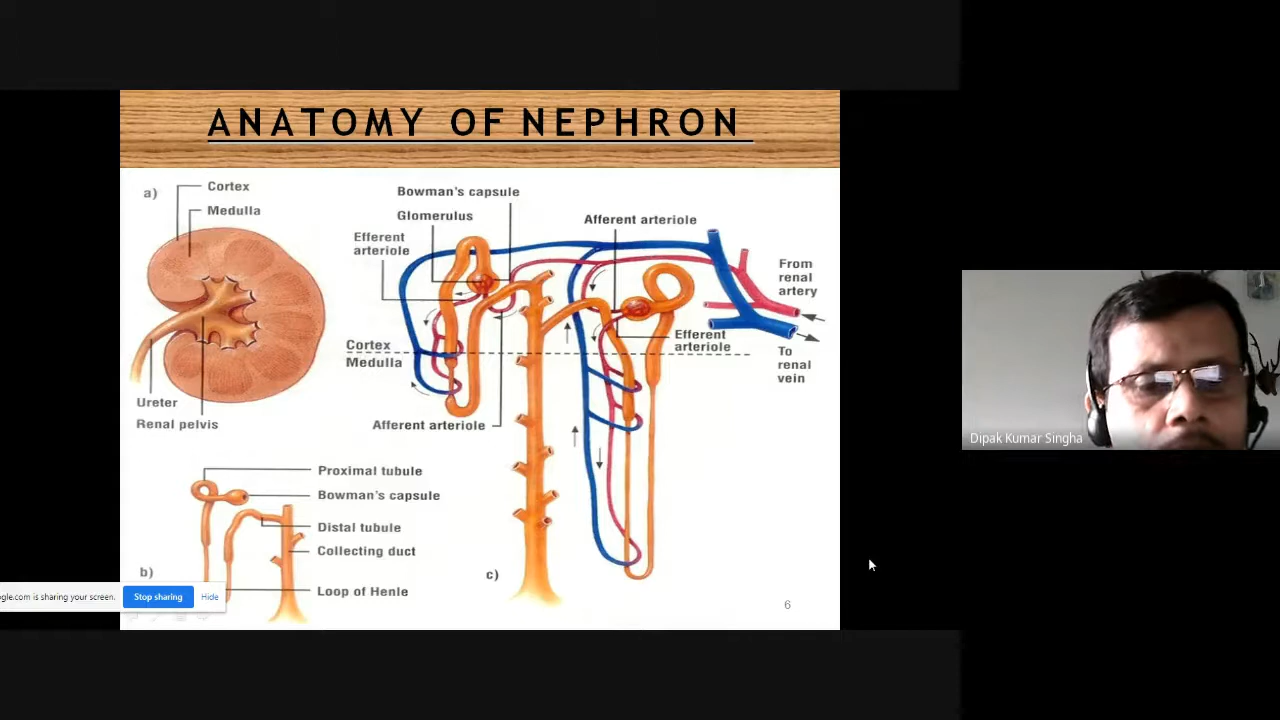 ANATOMY OF NEPHRON
a)
Cortex
Medulla
Ureter
Renal pelvis
Bowman's capsule
Glomerulus
Efferent
arteriole
Afferent arteriole
From
renal
artery
Efferent
arteriole
To
renal
vein
Cortex
Medulla
Afferent arteriole
Proximal tubule
Bowman's capsule
Distal tubule
Collecting duct
Loop of Henle
b)
c)
6
gle.com is sharing your screen.
Stop sharing
Hide
Dipak Kumar Singha